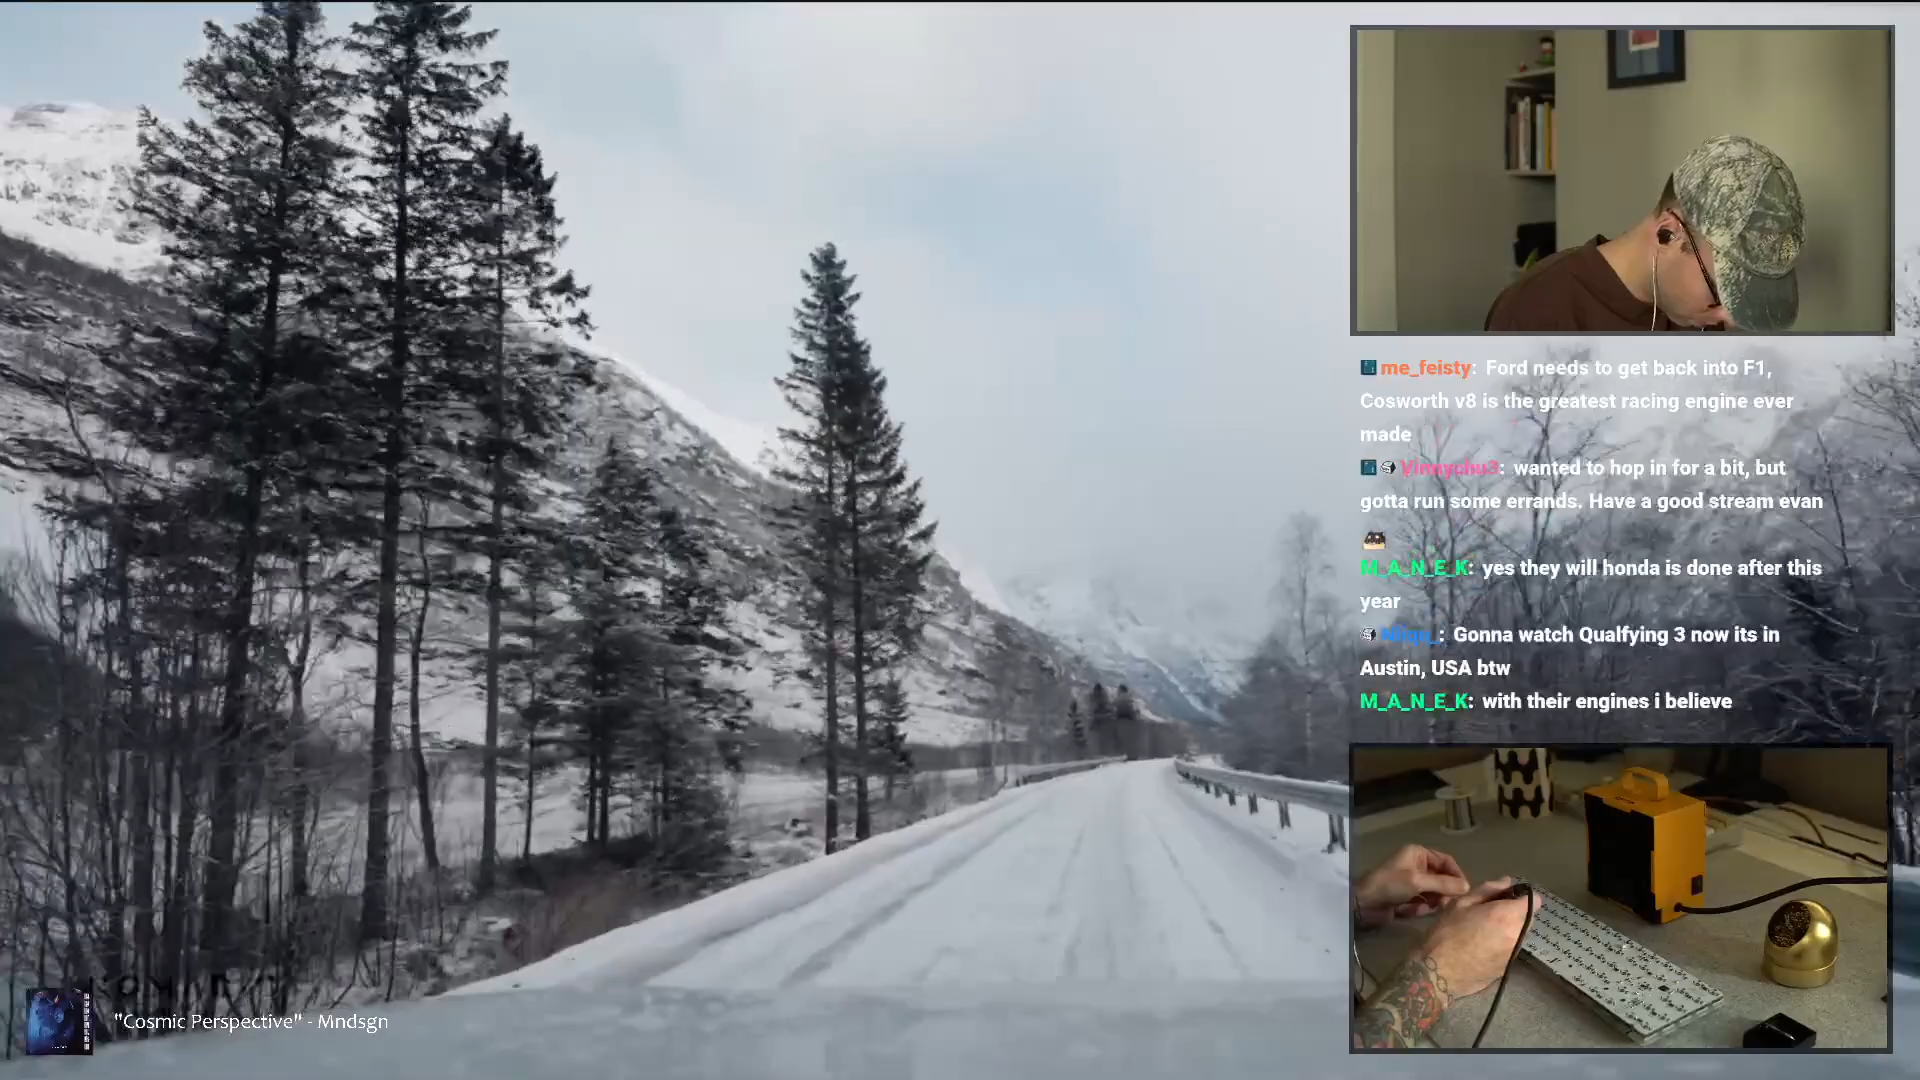 me_feisty: Ford needs to get back into F1,
Cosworth v8 is the greatest racing engine ever
made
Vinnychu3: wanted to hop in for a bit, but
gotta run some errands. Have a good stream evan
M_A_N_E_K: yes they will honda is done after this
year
: Gonna watch Qualfying 3 now its in
Austin, USA btw
M_A_N_E_K: with their engines i believe
"Cosmic Perspective" - Mndsgn